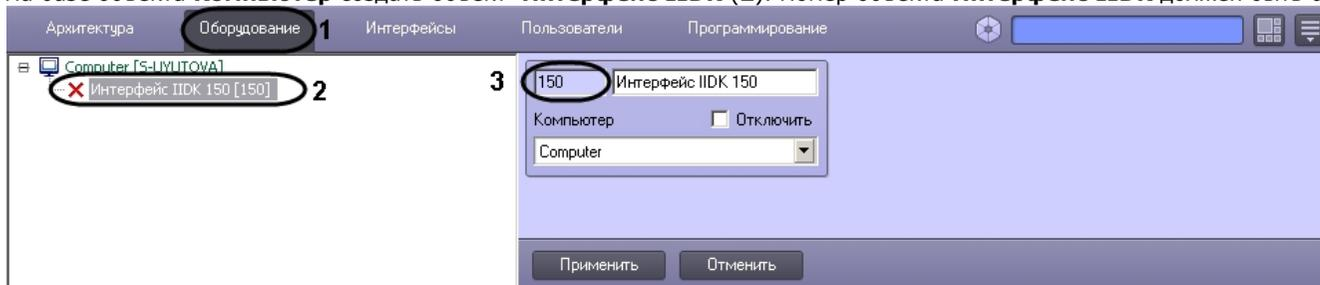 Архитектура Оборудование 1 Интерфейсы Пользователи Программирование
Computer [S-UYUTOVA]
Интерфейс IIDK 150 [150] 2
3 150 Интерфейс IIDK 150
Компьютер Отключить
Computer
Применить Отменить